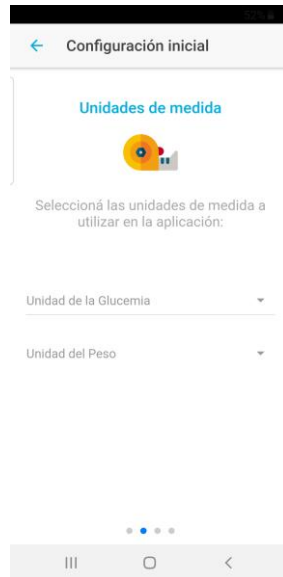 52%
Configuración inicial
Unidades de medida
Seleccioná las unidades de medida a
utilizar en la aplicación:
Unidad de la Glucemia
Unidad del Peso